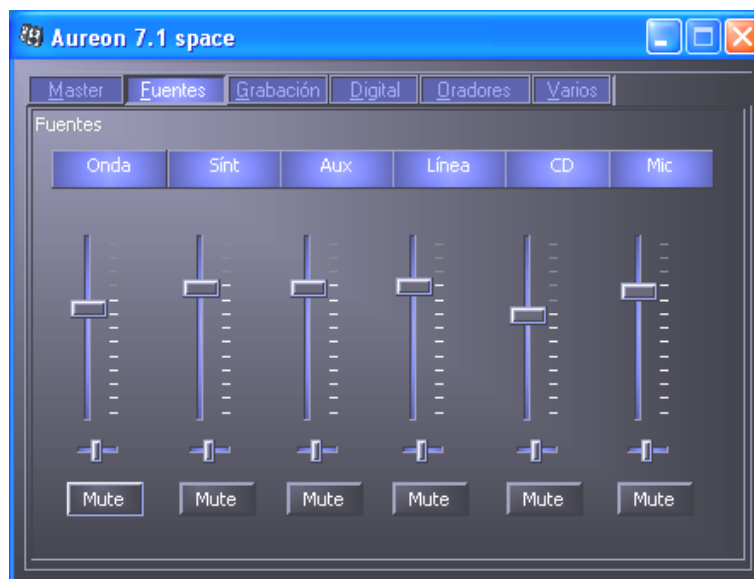 Aureon 7.1 space
Master Fuentes Grabación Digital Oradores Varios
Fuentes
Onda Sínt Aux Línea CD Mic
Mute Mute Mute Mute Mute Mute